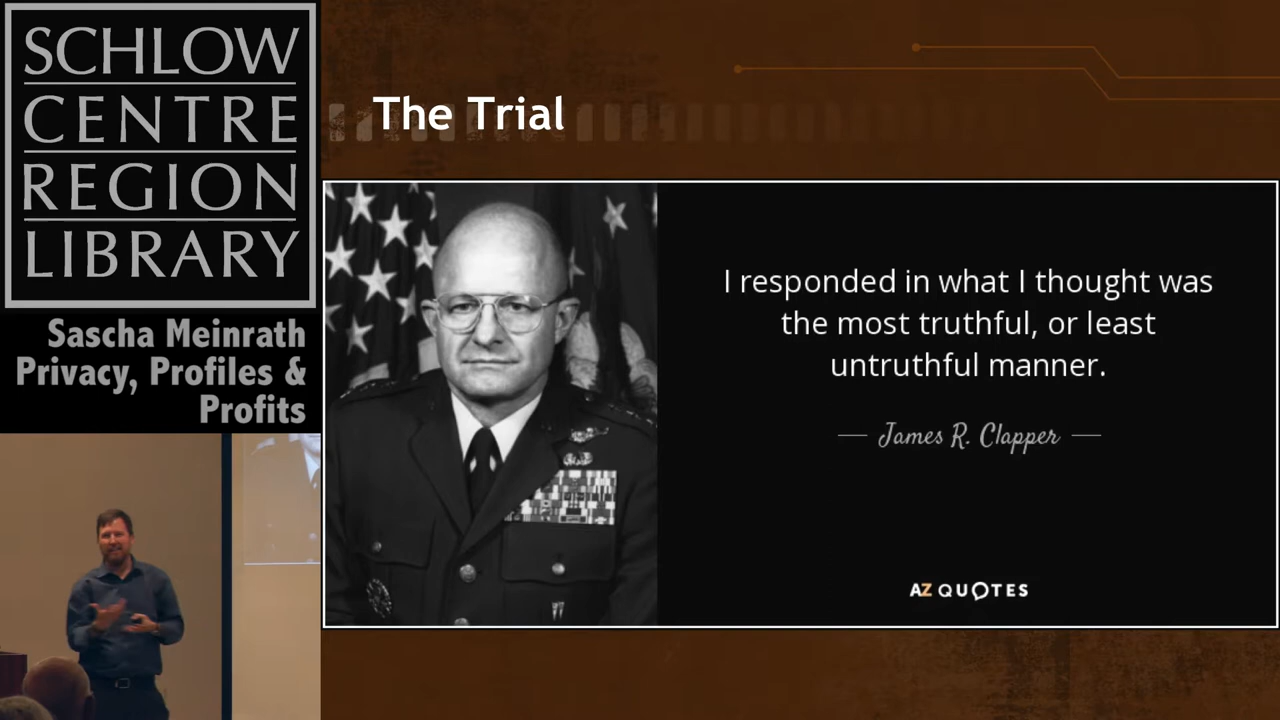 SCHLOW
CENTRE
REGION
LIBRARY
Sascha Meinrath
Privacy, Profiles &
Profits
The Trial
I responded in what I thought was
the most truthful, or least
untruthful manner.
James R. Clapper
AZ QUOTES